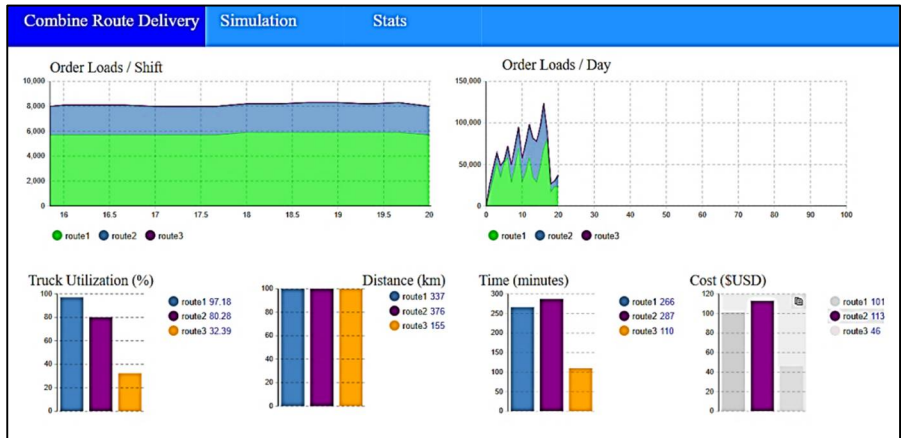 Combine Route Delivery Simulation Stats
Order Loads / Shift
10,000
8,000
6,000
4,000
2,000
0
16 16.5 17 17.5 18 18.5 19 19.5 20
route1 route2 route3
Order Loads / Day
150,000
100,000
50,000
0
0 10 20 30 40 50 60 70 80 90 100
route1 route2 route3
Truck Utilization (%)
100
80
60
40
20
0
route1 97.18
route2 80.28
route3 32.39
Distance (km)
100
80
60
40
20
0
route1 337
route2 376
route3 155
Time (minutes)
300
250
200
150
100
50
0
route1 266
route2 287
route3 110
Cost ($USD)
120
100
80
60
40
20
0
route1 101
route2 113
route3 46